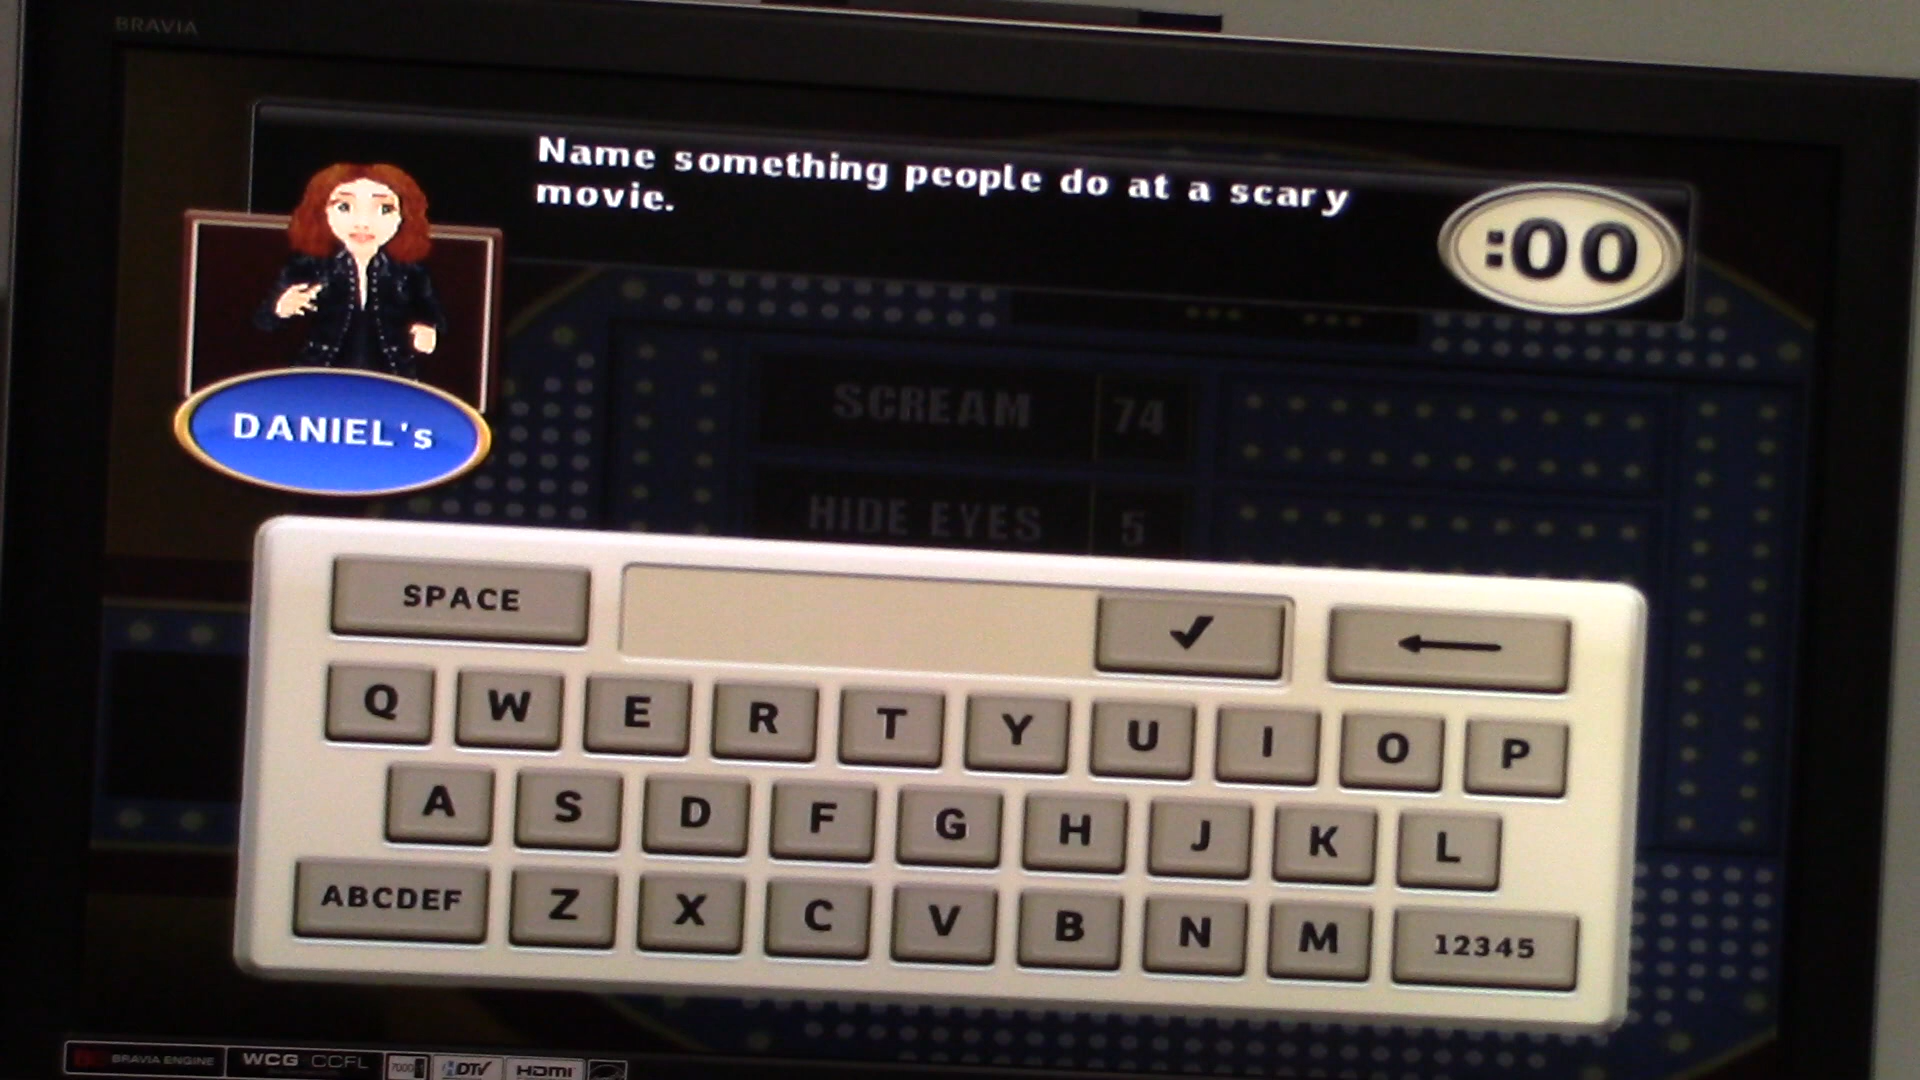 BRAVIA
Name something people do at a scary
movie.
:00
DANIEL's
SCREAM 74
HIDE EYES 5
SPACE
Q W E R T Y U I O P
A S D F G H J K L
ABCDEF Z X C V B N M 12345
BRAVIA ENGINE WCG CCFL HDTV HDMI